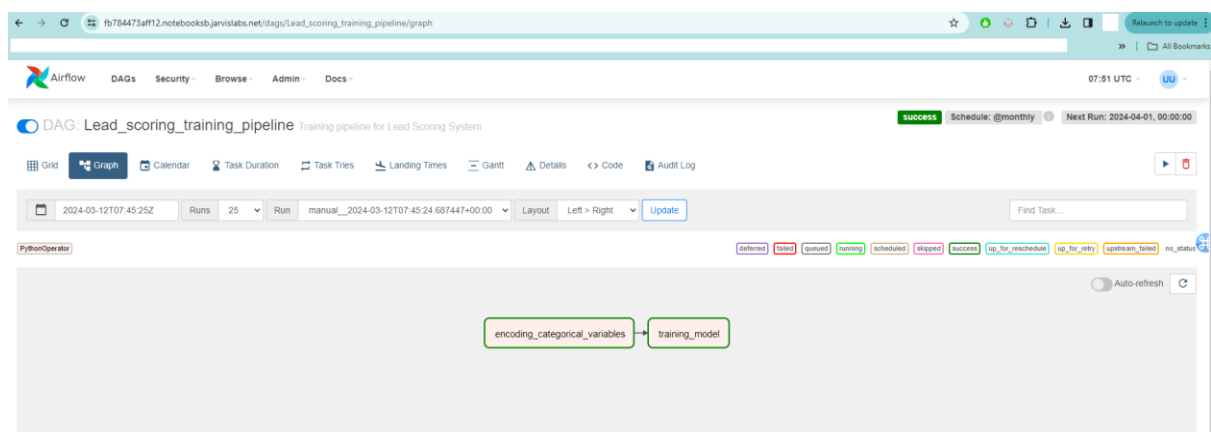 fb784473aff12.notebooksb.jarvislabs.net/dags/Lead_scoring_training_pipeline/graph
Relaunch to update
» All Bookmarks
Airflow DAGs Security Browse Admin Docs 07:51 UTC UU
DAG: Lead_scoring_training_pipeline Training pipeline for Lead Scoring System success Schedule: @monthly Next Run: 2024-04-01, 00:00:00
Grid Graph Calendar Task Duration Task Tries Landing Times Gantt Details <> Code Audit Log
2024-03-12T07:45:25Z Runs 25 Run manual__2024-03-12T07:45:24.687447+00:00 Layout Left > Right Update Find Task...
PythonOperator deferred failed queued running scheduled skipped success up_for_reschedule up_for_retry upstream_failed no_status
Auto-refresh
encoding_categorical_variables training_model